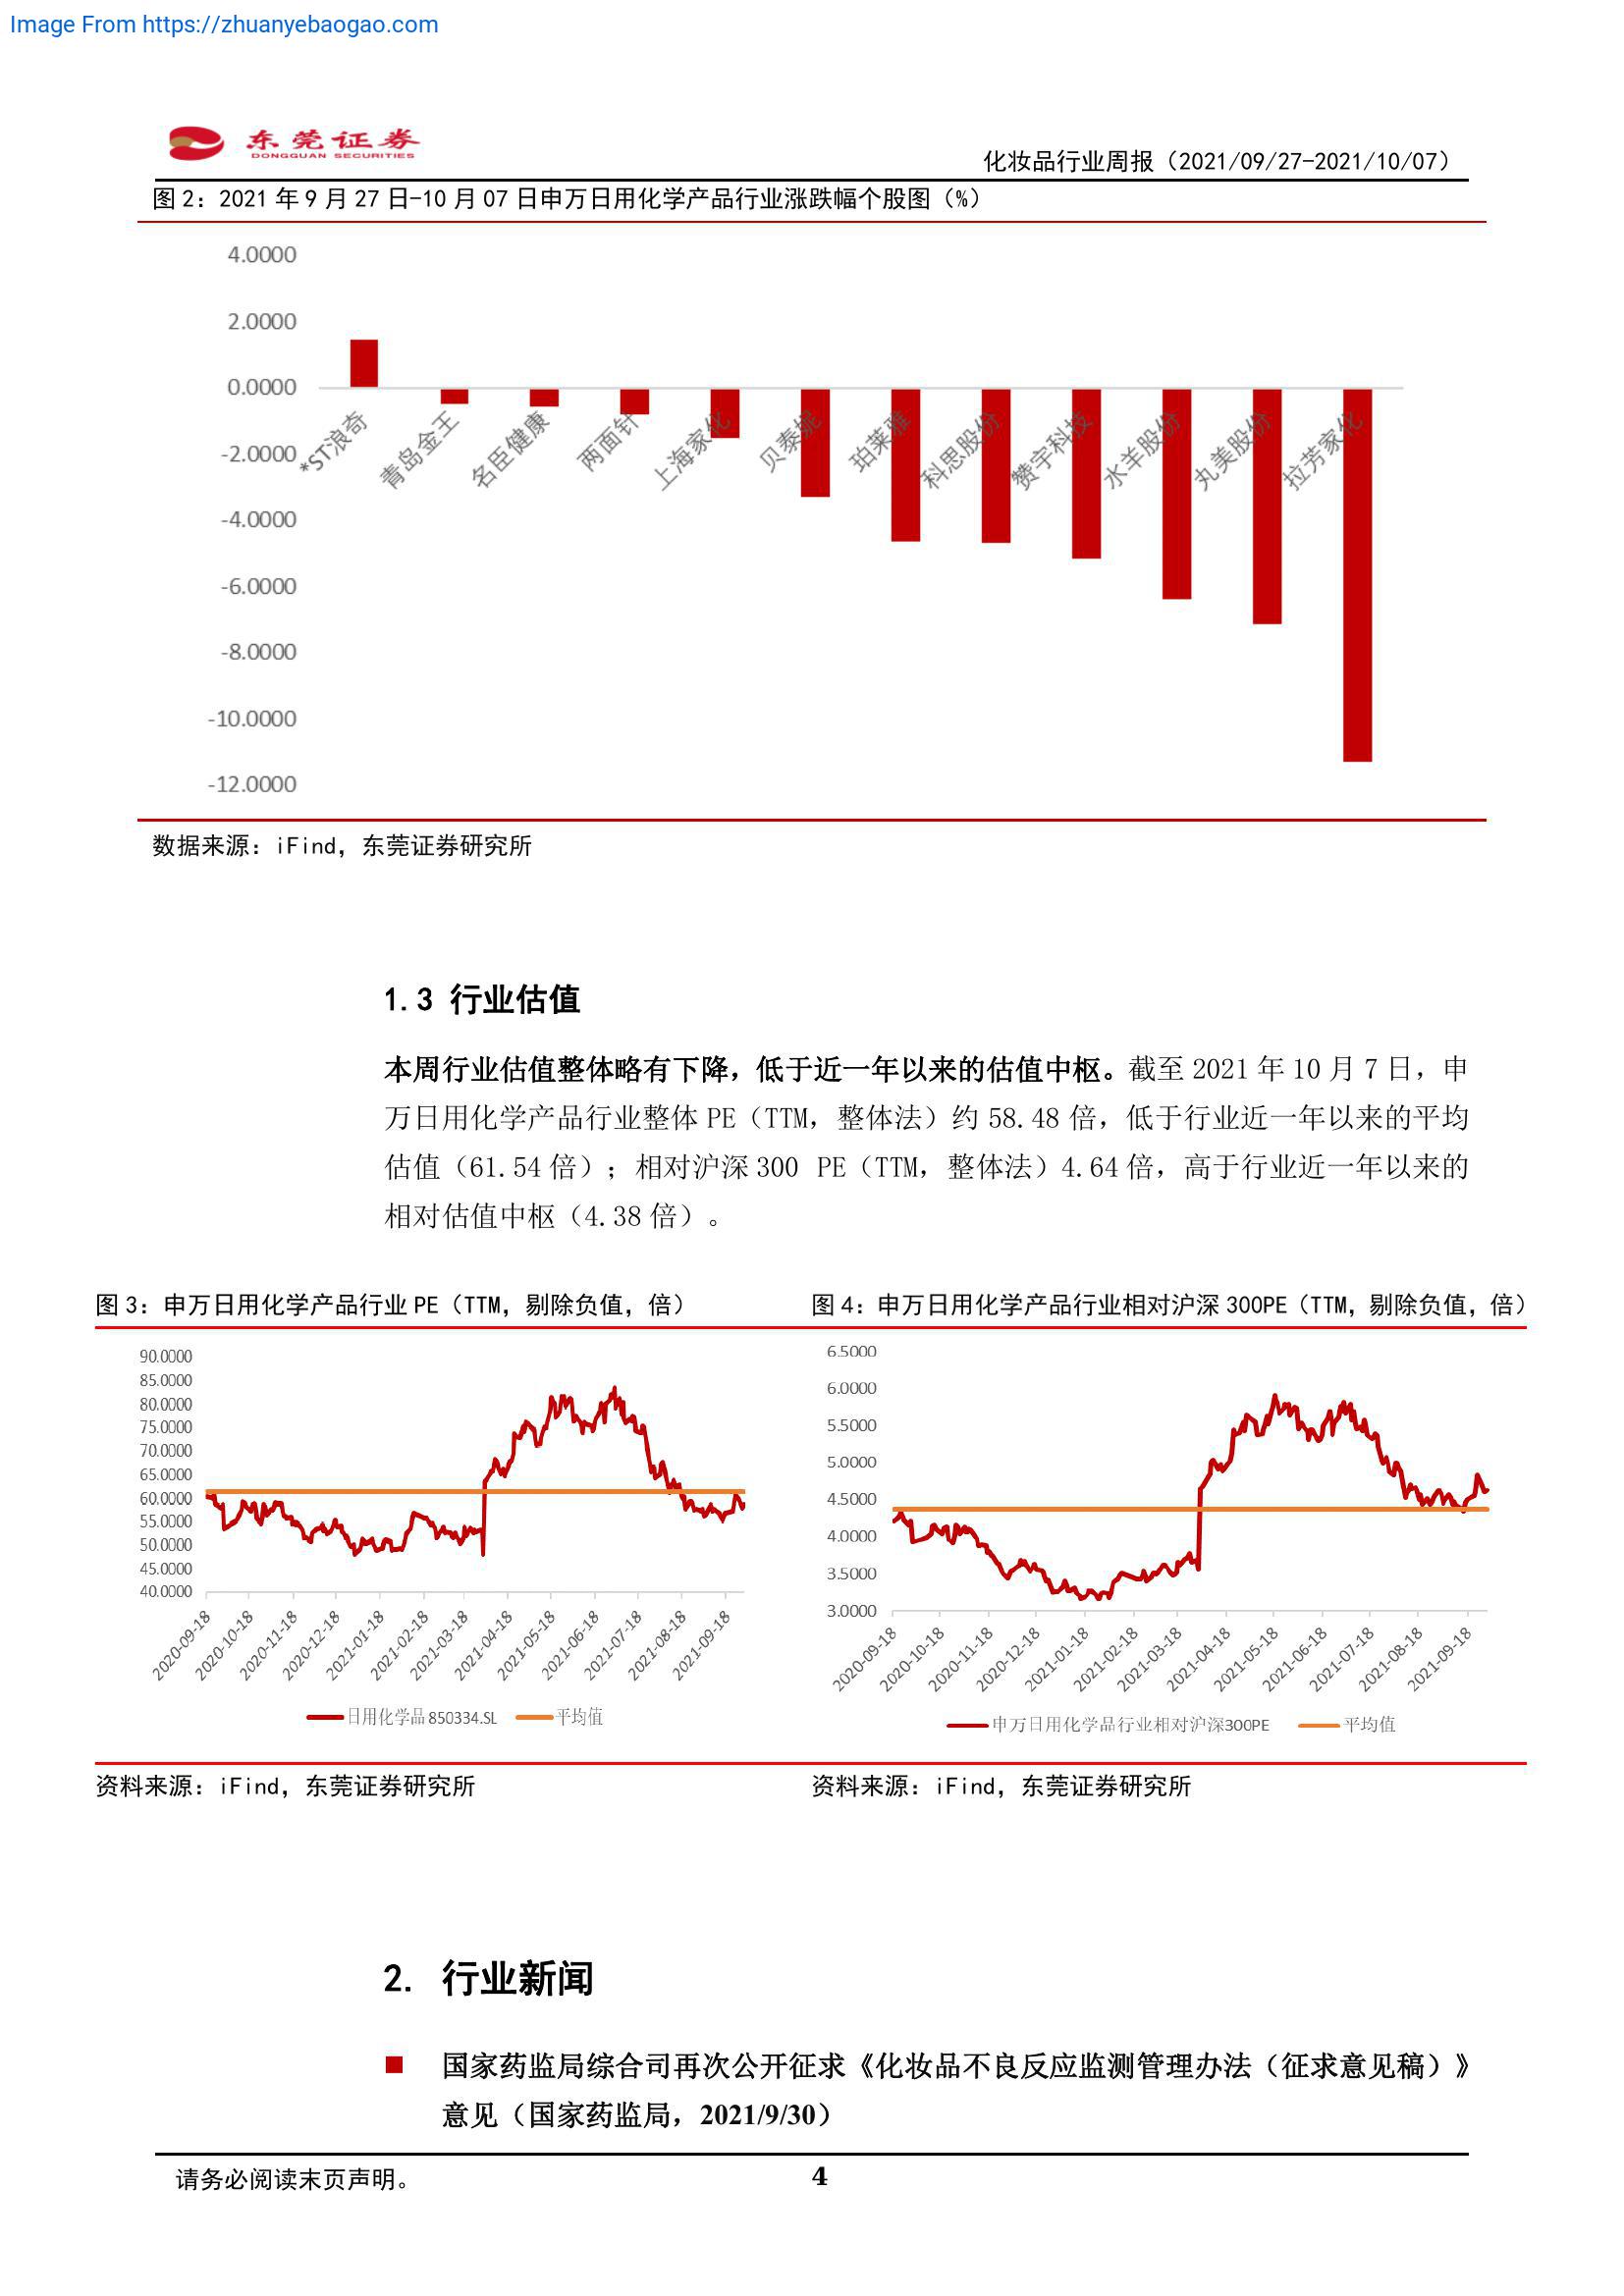 Image From https://zhuanyebaogao.com
东莞证券
DONGGUAN SECURITIES
化妆品行业周报（2021/09/27-2021/10/07）
图 2：2021 年 9 月 27 日-10 月 07 日申万日用化学产品行业涨跌幅个股图（%）
4.0000
2.0000
0.0000
-2.0000
-4.0000
-6.0000
-8.0000
-10.0000
-12.0000
*ST浪奇
青岛金王
名臣健康
两面针
上海家化
贝泰妮
珀莱雅
科思股份
赞宇科技
水羊股份
丸美股份
拉芳家化
数据来源：iFind，东莞证券研究所
1.3 行业估值
本周行业估值整体略有下降，低于近一年以来的估值中枢。截至 2021 年 10 月 7 日，申
万日用化学产品行业整体 PE（TTM，整体法）约 58.48 倍，低于行业近一年以来的平均
估值（61.54 倍）；相对沪深 300 PE（TTM，整体法）4.64 倍，高于行业近一年以来的
相对估值中枢（4.38 倍）。
图 3：申万日用化学产品行业 PE（TTM，剔除负值，倍）
90.0000
85.0000
80.0000
75.0000
70.0000
65.0000
60.0000
55.0000
50.0000
45.0000
40.0000
2020-09-18
2020-10-18
2020-11-18
2020-12-18
2021-01-18
2021-02-18
2021-03-18
2021-04-18
2021-05-18
2021-06-18
2021-07-18
2021-08-18
2021-09-18
日用化学品 850334.SL
平均值
图 4：申万日用化学产品行业相对沪深 300PE（TTM，剔除负值，倍）
6.5000
6.0000
5.5000
5.0000
4.5000
4.0000
3.5000
3.0000
2020-09-18
2020-10-18
2020-11-18
2020-12-18
2021-01-18
2021-02-18
2021-03-18
2021-04-18
2021-05-18
2021-06-18
2021-07-18
2021-08-18
2021-09-18
申万日用化学品行业相对沪深300PE
平均值
资料来源：iFind，东莞证券研究所
资料来源：iFind，东莞证券研究所
2. 行业新闻
国家药监局综合司再次公开征求《化妆品不良反应监测管理办法（征求意见稿）》
意见（国家药监局，2021/9/30）
请务必阅读末页声明。
4